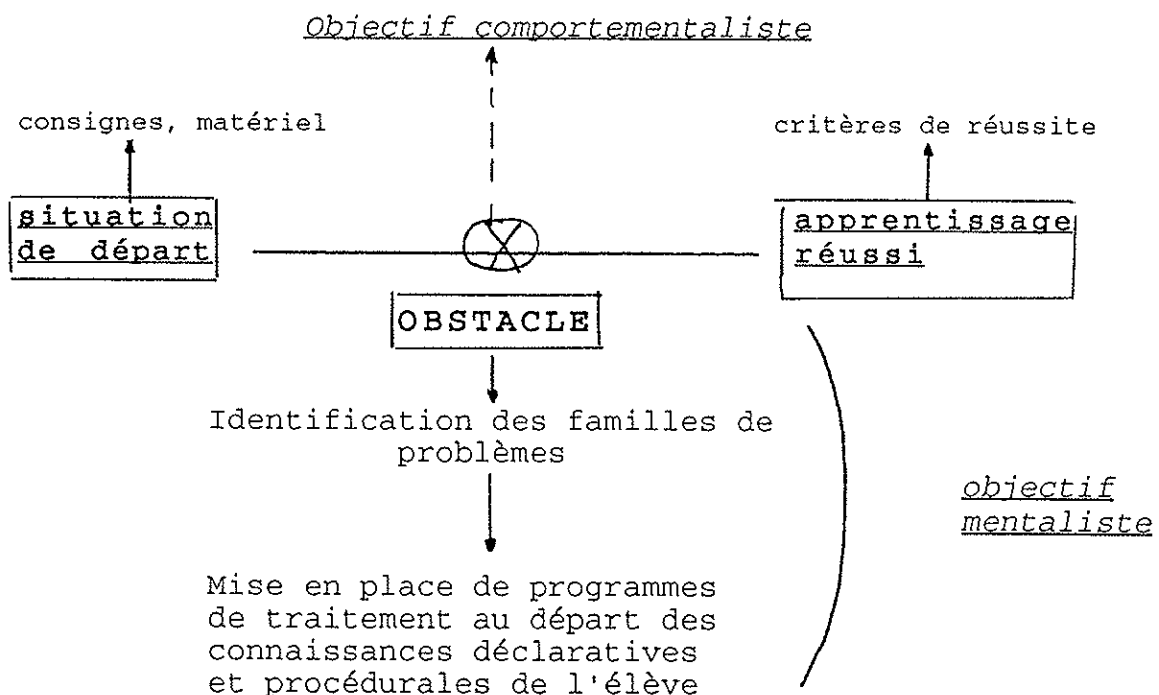 Objectif comportementaliste
consignes, matériel
critères de réussite
situation
de départ
apprentissage
réussi
OBSTACLE
Identification des familles de
problèmes
objectif
mentaliste
Mise en place de programmes
de traitement au départ des
connaissances déclaratives
et procédurales de l'élève